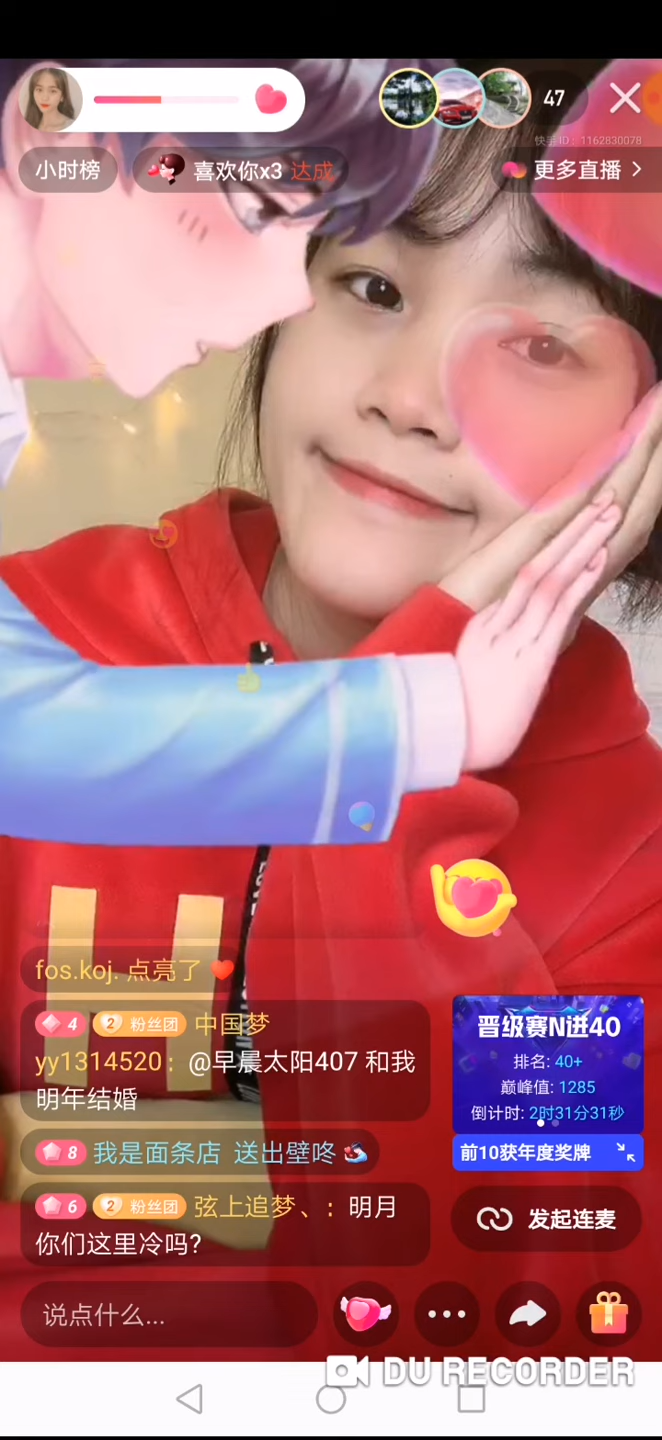 47
快手ID: 1162830078
小时榜
喜欢你x3 达成
更多直播
H
fos.koj. 点亮了
4 2 粉丝团 中国梦
yy1314520: @早晨太阳407 和我
明年结婚
8 我是面条店 送出壁咚
6 2 粉丝团 弦上追梦、: 明月
你们这里冷吗?
晋级赛N进40
排名: 40+
巅峰值: 1285
倒计时: 2时31分31秒
前10获年度奖牌
发起连麦
说点什么...
DU RECORDER